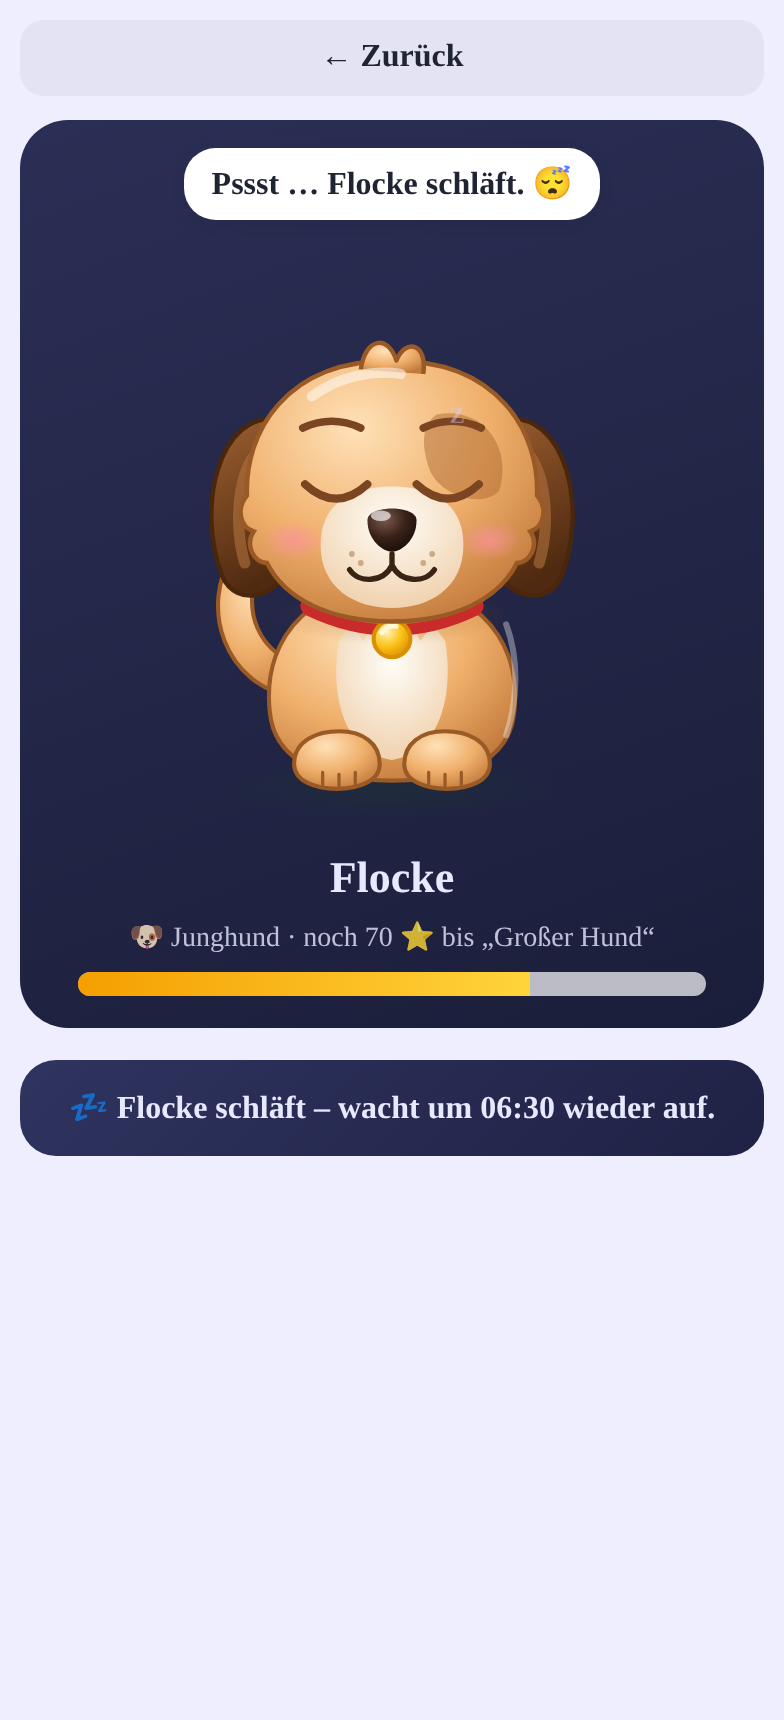 ← Zurück
Pssst … Flocke schläft. 😴
z
Flocke
🐶 Junghund · noch 70 ⭐ bis „Großer Hund“
💤 Flocke schläft – wacht um 06:30 wieder auf.